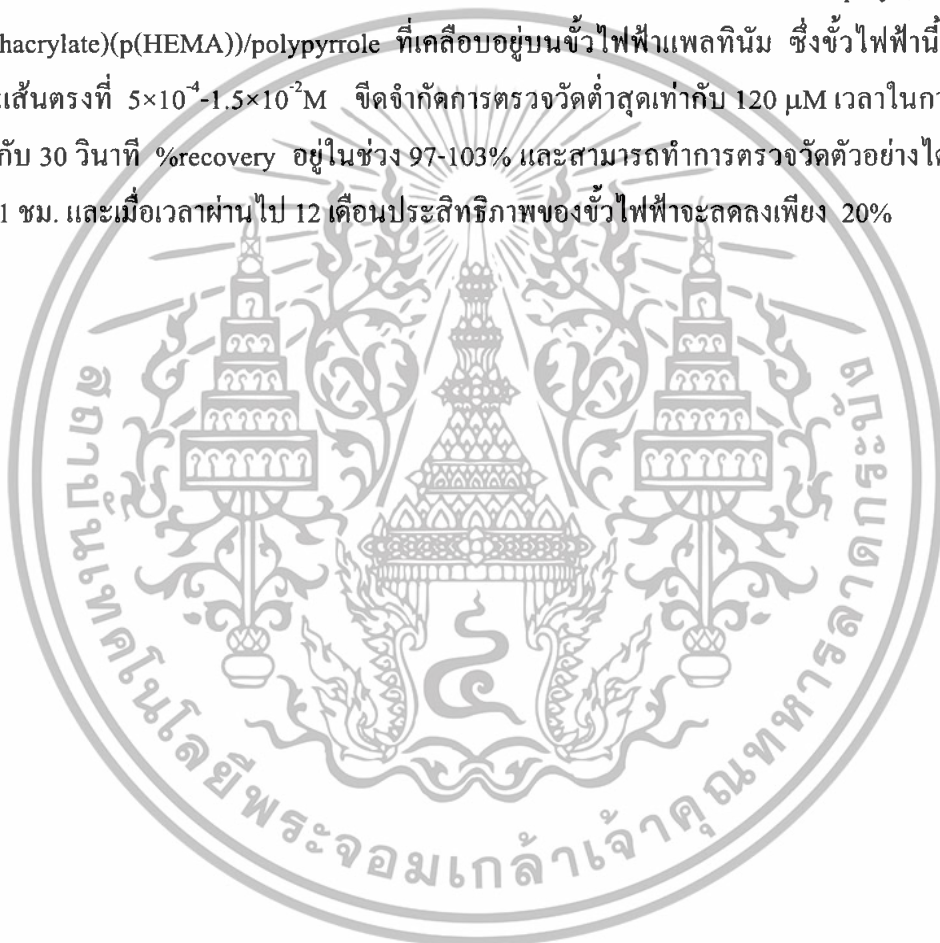 hacrylate)(p(HEMA))/polypyrrole ที่เคลือบอยู่บนขั้วไฟฟ้าแพลทินัม ซึ่งขั้วไฟฟ้านี้
เส้นตรงที่ 5×10⁻⁴-1.5×10⁻²M ขีดจำกัดการตรวจวัดต่ำสุดเท่ากับ 120 μM เวลาในกา
กับ 30 วินาที %recovery อยู่ในช่วง 97-103% และสามารถทำการตรวจวัดตัวอย่างได
1 ชม. และเมื่อเวลาผ่านไป 12 เดือนประสิทธิภาพของขั้วไฟฟ้าจะลดลงเพียง 20%
สถาบันเทคโนโลยีพระจอมเกล้าเจ้าคุณทหารลาดกระบัง